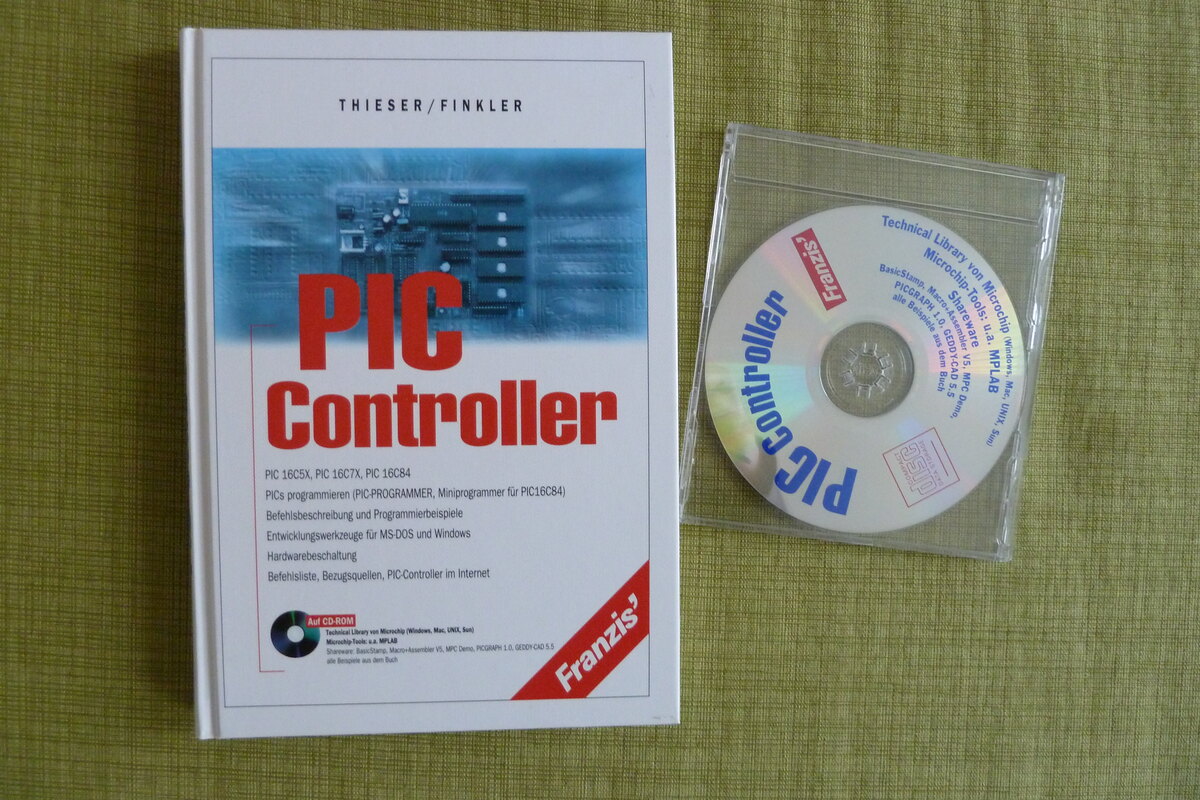 THIESER/FINKLER
PIC
Controller
PIC 16C5X, PIC 16C7X, PIC 16C84
PICs programmieren (PIC-PROGRAMMER, Miniprogrammer für PIC16C84)
Befehlsbeschreibung und Programmierbeispiele
Entwicklungswerkzeuge für MS-DOS und Windows
Hardwarebeschaltung
Befehlsliste, Bezugsquellen, PIC-Controller im Internet
Auf CD-ROM
Technical Library von Microchip (Windows, Mac, UNIX, Sun)
Microchip-Tools: u.a. MPLAB
Shareware: BasicStamp, Macro+Assembler V5, MPC Demo, PICGRAPH 1.0, GEDDY-CAD 5.5
alle Beispiele aus dem Buch
Franzis'
Technical Library von Microchip (Windows, Mac, UNIX, Sun)
Microchip-Tools: u.a. MPLAB
Shareware
BasicStamp, Macro+Assembler V5, MPC Demo,
PICGRAPH 1.0, GEDDY-CAD 5.5
alle Beispiele aus dem Buch
Franzis'
PIC Controller
COMPACT
disc
DATA STORAGE